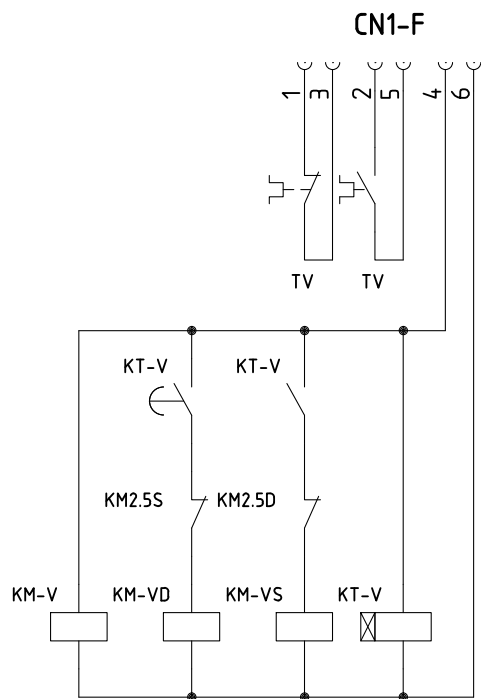 CN1-F
1 3 2 5 4 6
TV TV
KT-V KT-V
KM2.5S KM2.5D
KM-V KM-VD KM-VS KT-V